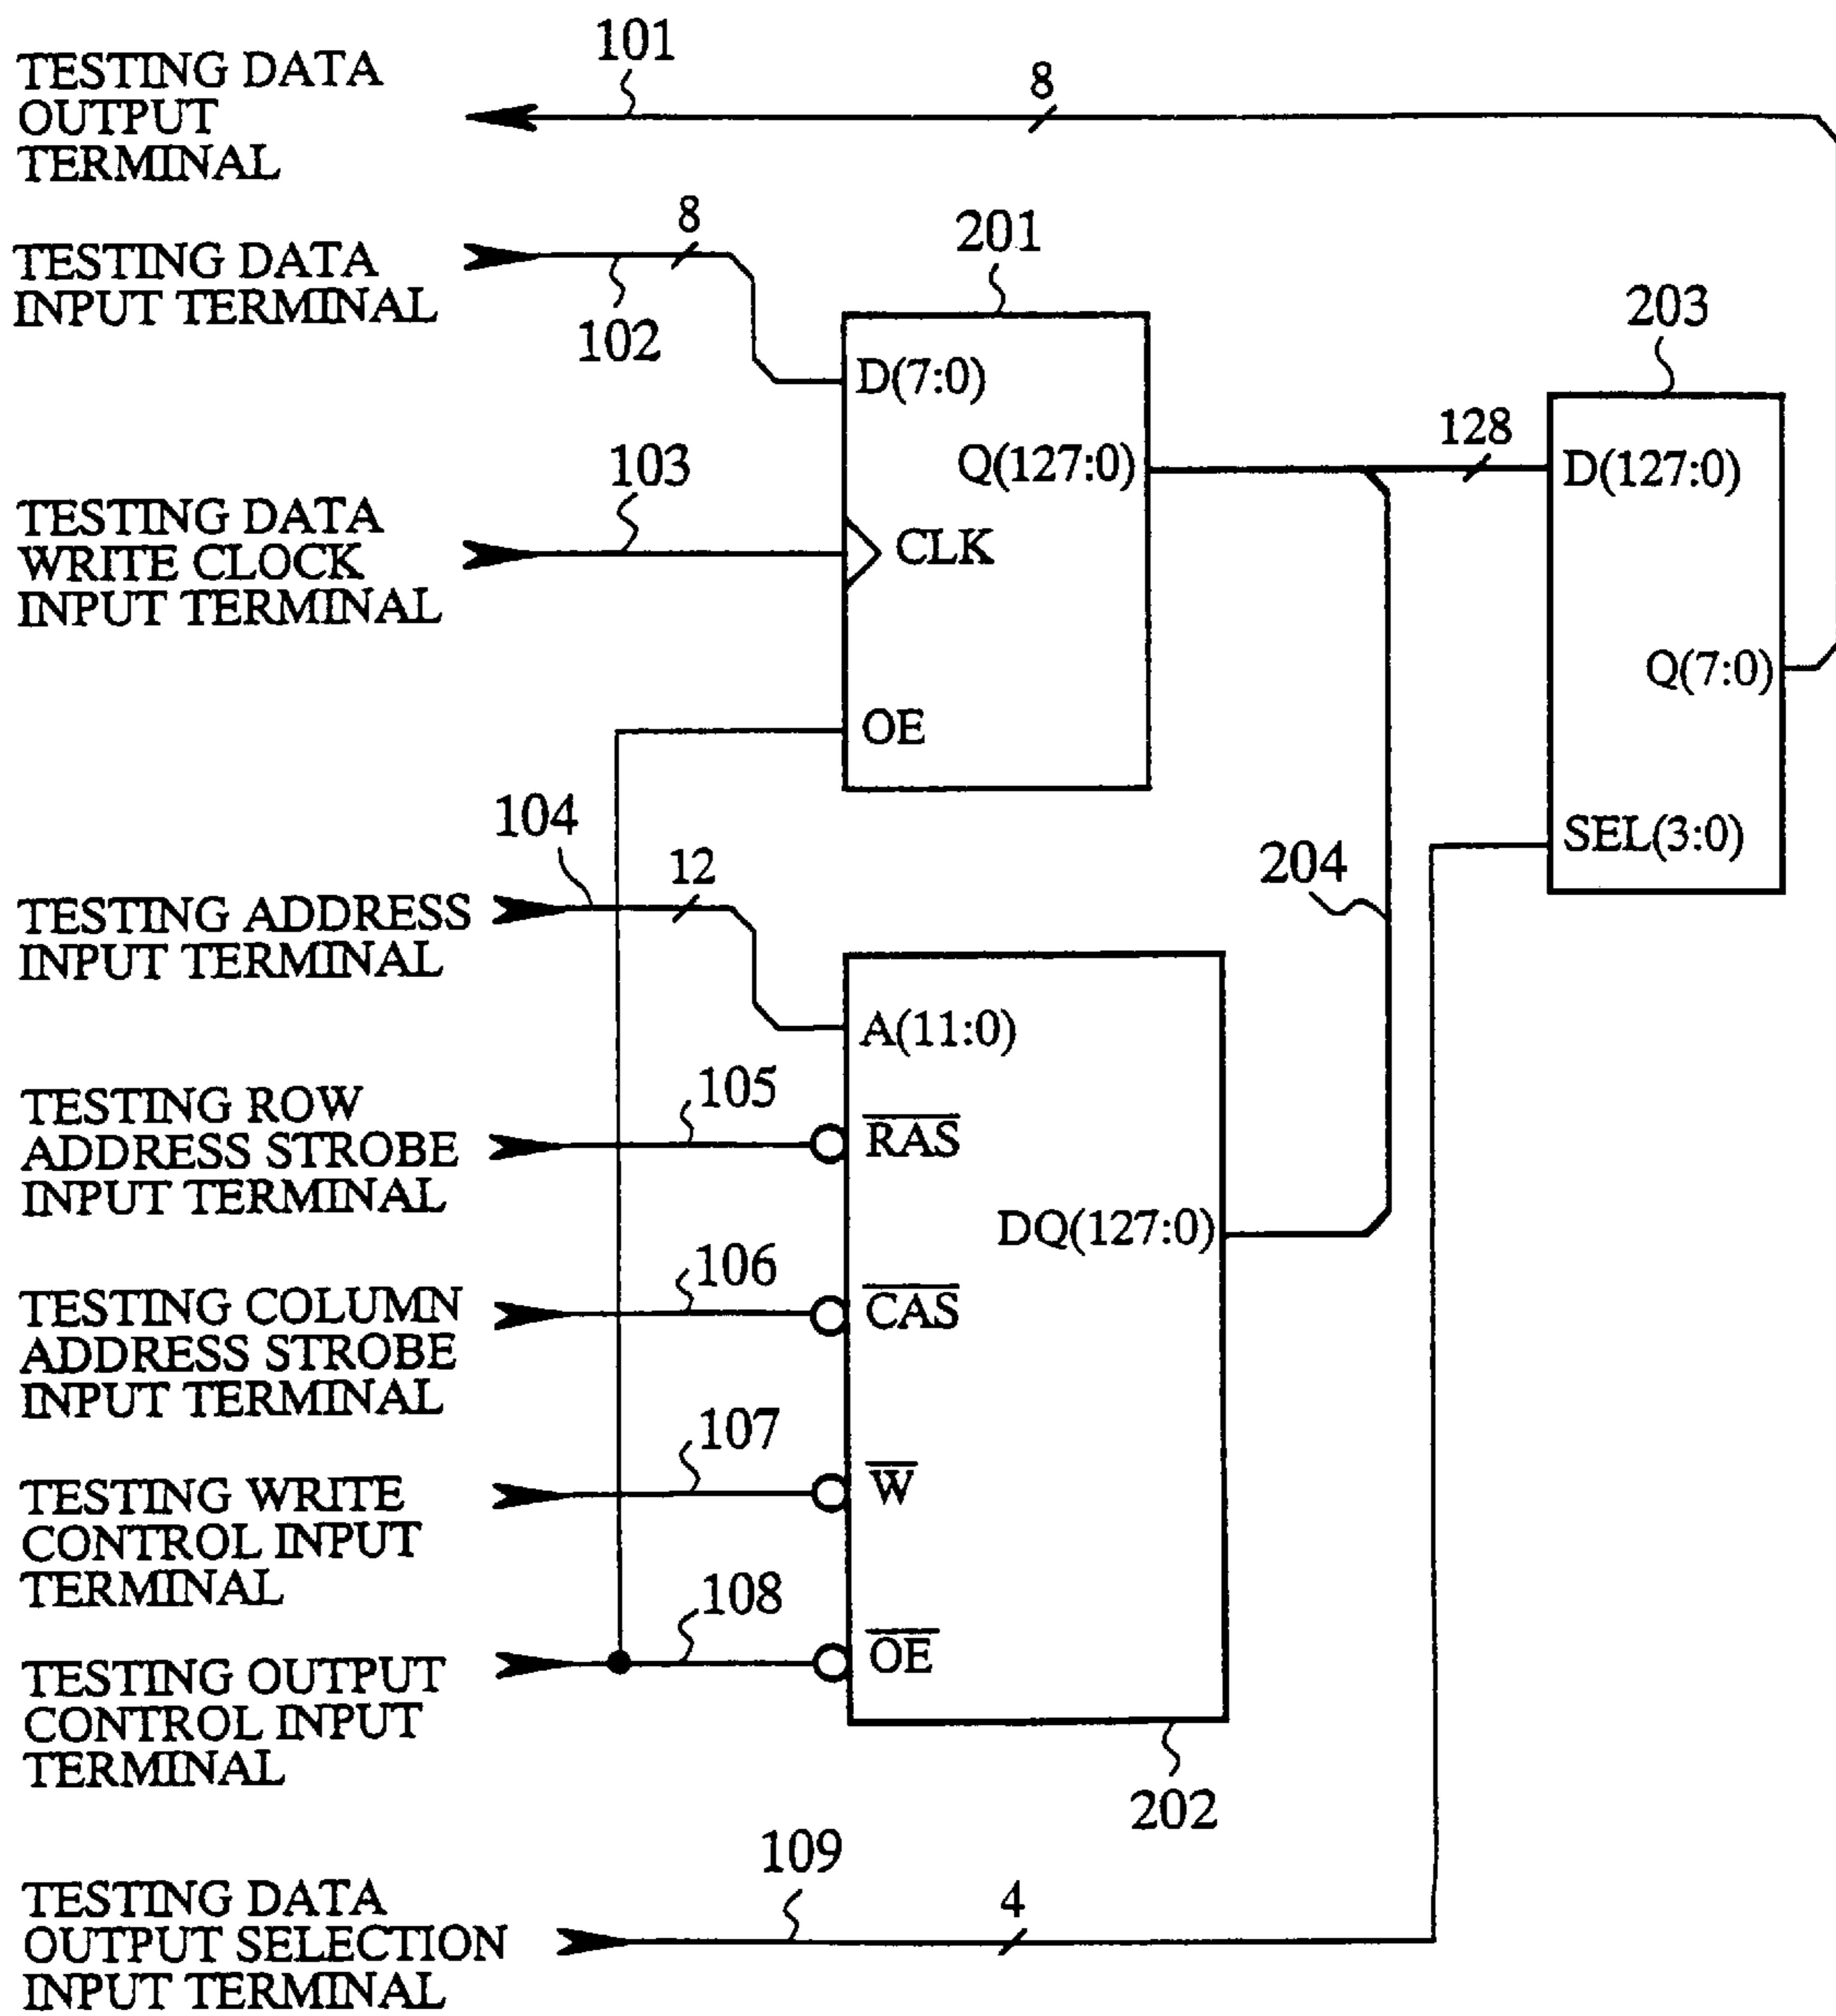 101
TESTING DATA
OUTPUT
TERMINAL
8
TESTING DATA
INPUT TERMINAL
8
102
201
203
D(7:0)
Q(127:0)
128
D(127:0)
103
TESTING DATA
WRITE CLOCK
INPUT TERMINAL
CLK
Q(7:0)
OE
SEL(3:0)
104
12
204
TESTING ADDRESS
INPUT TERMINAL
A(11:0)
105
TESTING ROW
ADDRESS STROBE
INPUT TERMINAL
R̅A̅S̅
DQ(127:0)
106
TESTING COLUMN
ADDRESS STROBE
INPUT TERMINAL
C̅A̅S̅
107
TESTING WRITE
CONTROL INPUT
TERMINAL
W̅
108
TESTING OUTPUT
CONTROL INPUT
TERMINAL
O̅E̅
202
109
TESTING DATA
OUTPUT SELECTION
INPUT TERMINAL
4